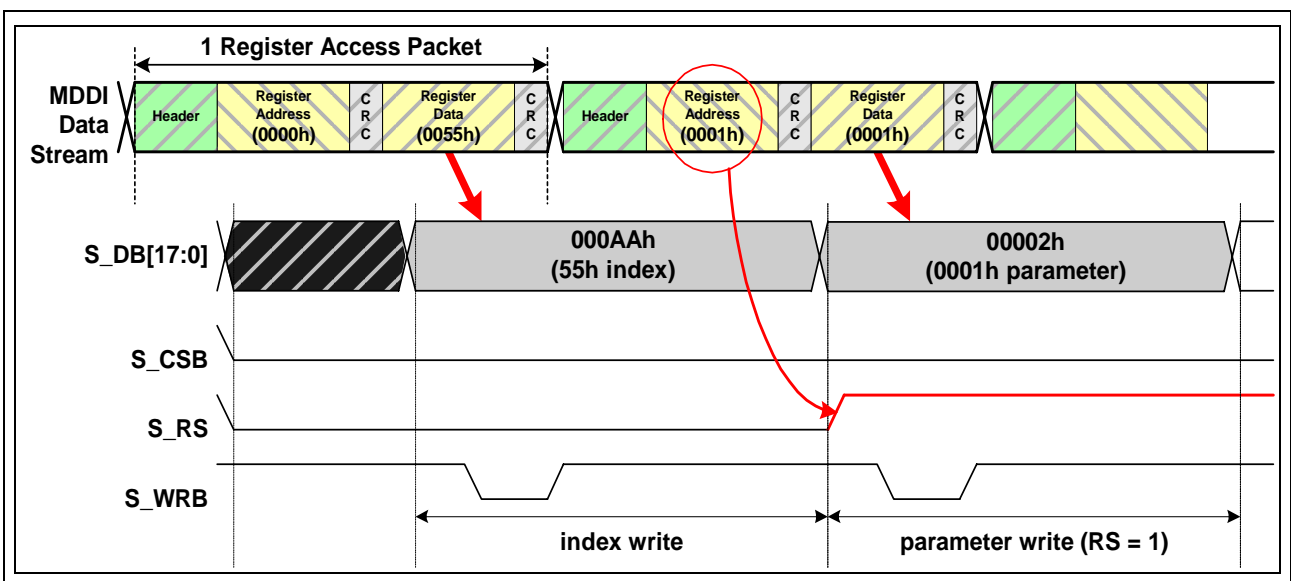 1 Register Access Packet
MDDI
Data
Stream
Header
Register
Address
(0000h)
C
R
C
Register
Data
(0055h)
C
R
C
Header
Register
Address
(0001h)
C
R
C
Register
Data
(0001h)
C
R
C
S_DB[17:0]
000AAh
(55h index)
00002h
(0001h parameter)
S_CSB
S_RS
S_WRB
index write
parameter write (RS = 1)